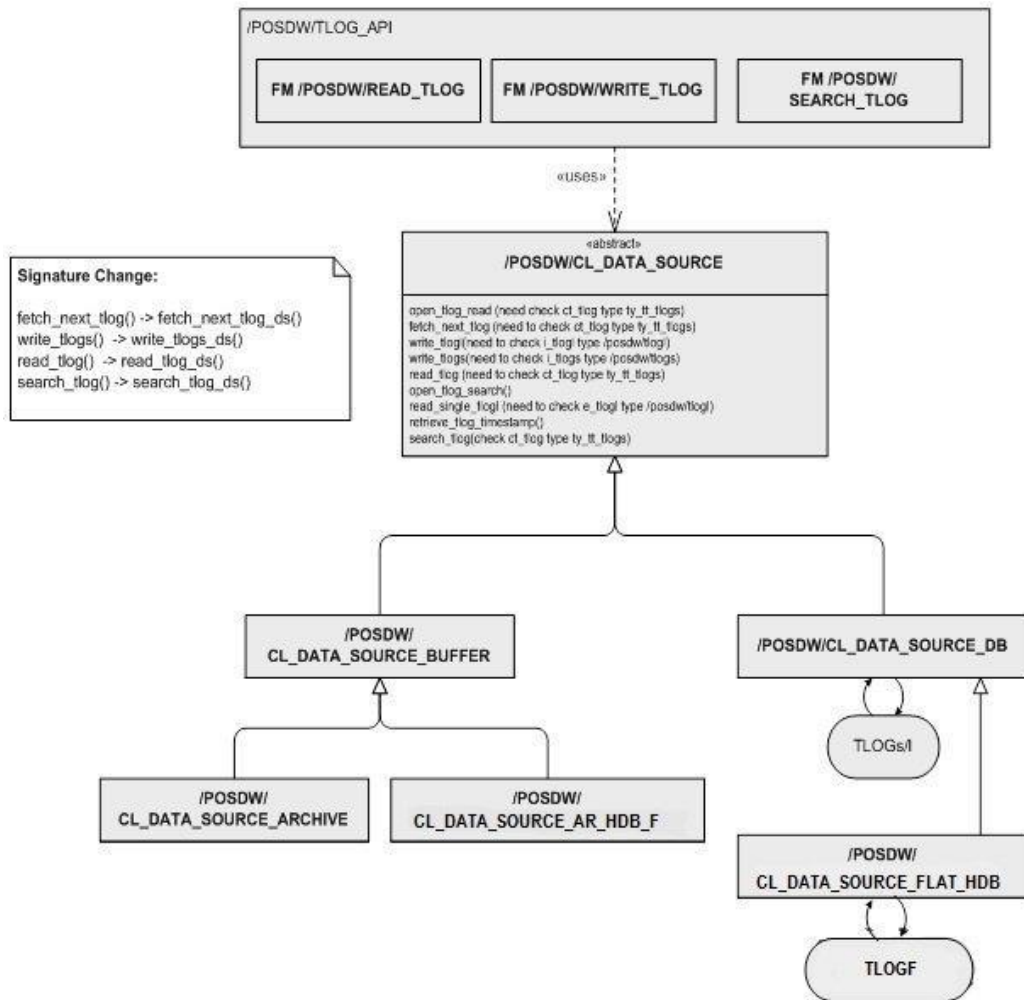 /POSDW/TLOG_API
FM /POSDW/READ_TLOG
FM /POSDW/WRITE_TLOG
FM /POSDW/
SEARCH_TLOG
«uses»
«abstract»
/POSDW/CL_DATA_SOURCE
open_tlog_read (need check ct_tlog type ty_tt_tlogs)
fetch_next_tlog (need to check ct_tlog type ty_tt_tlogs)
write_tlogl(need to check i_tlogl type /posdw/tlogl)
write_tlogs(need to check i_tlogs type /posdw/tlogs)
read_tlog (need to check ct_tlog type ty_tt_tlogs)
open_tlog_search()
read_single_tlogl (need to check e_tlogl type /posdw/tlogl)
retrieve_tlog_timestamp()
search_tlog(check ct_tlog type ty_tt_tlogs)
Signature Change:
fetch_next_tlog() -> fetch_next_tlog_ds()
write_tlogs() -> write_tlogs_ds()
read_tlog() -> read_tlog_ds()
search_tlog() -> search_tlog_ds()
/POSDW/
CL_DATA_SOURCE_BUFFER
/POSDW/CL_DATA_SOURCE_DB
TLOGs/l
/POSDW/
CL_DATA_SOURCE_ARCHIVE
/POSDW/
CL_DATA_SOURCE_AR_HDB_F
/POSDW/
CL_DATA_SOURCE_FLAT_HDB
TLOGF